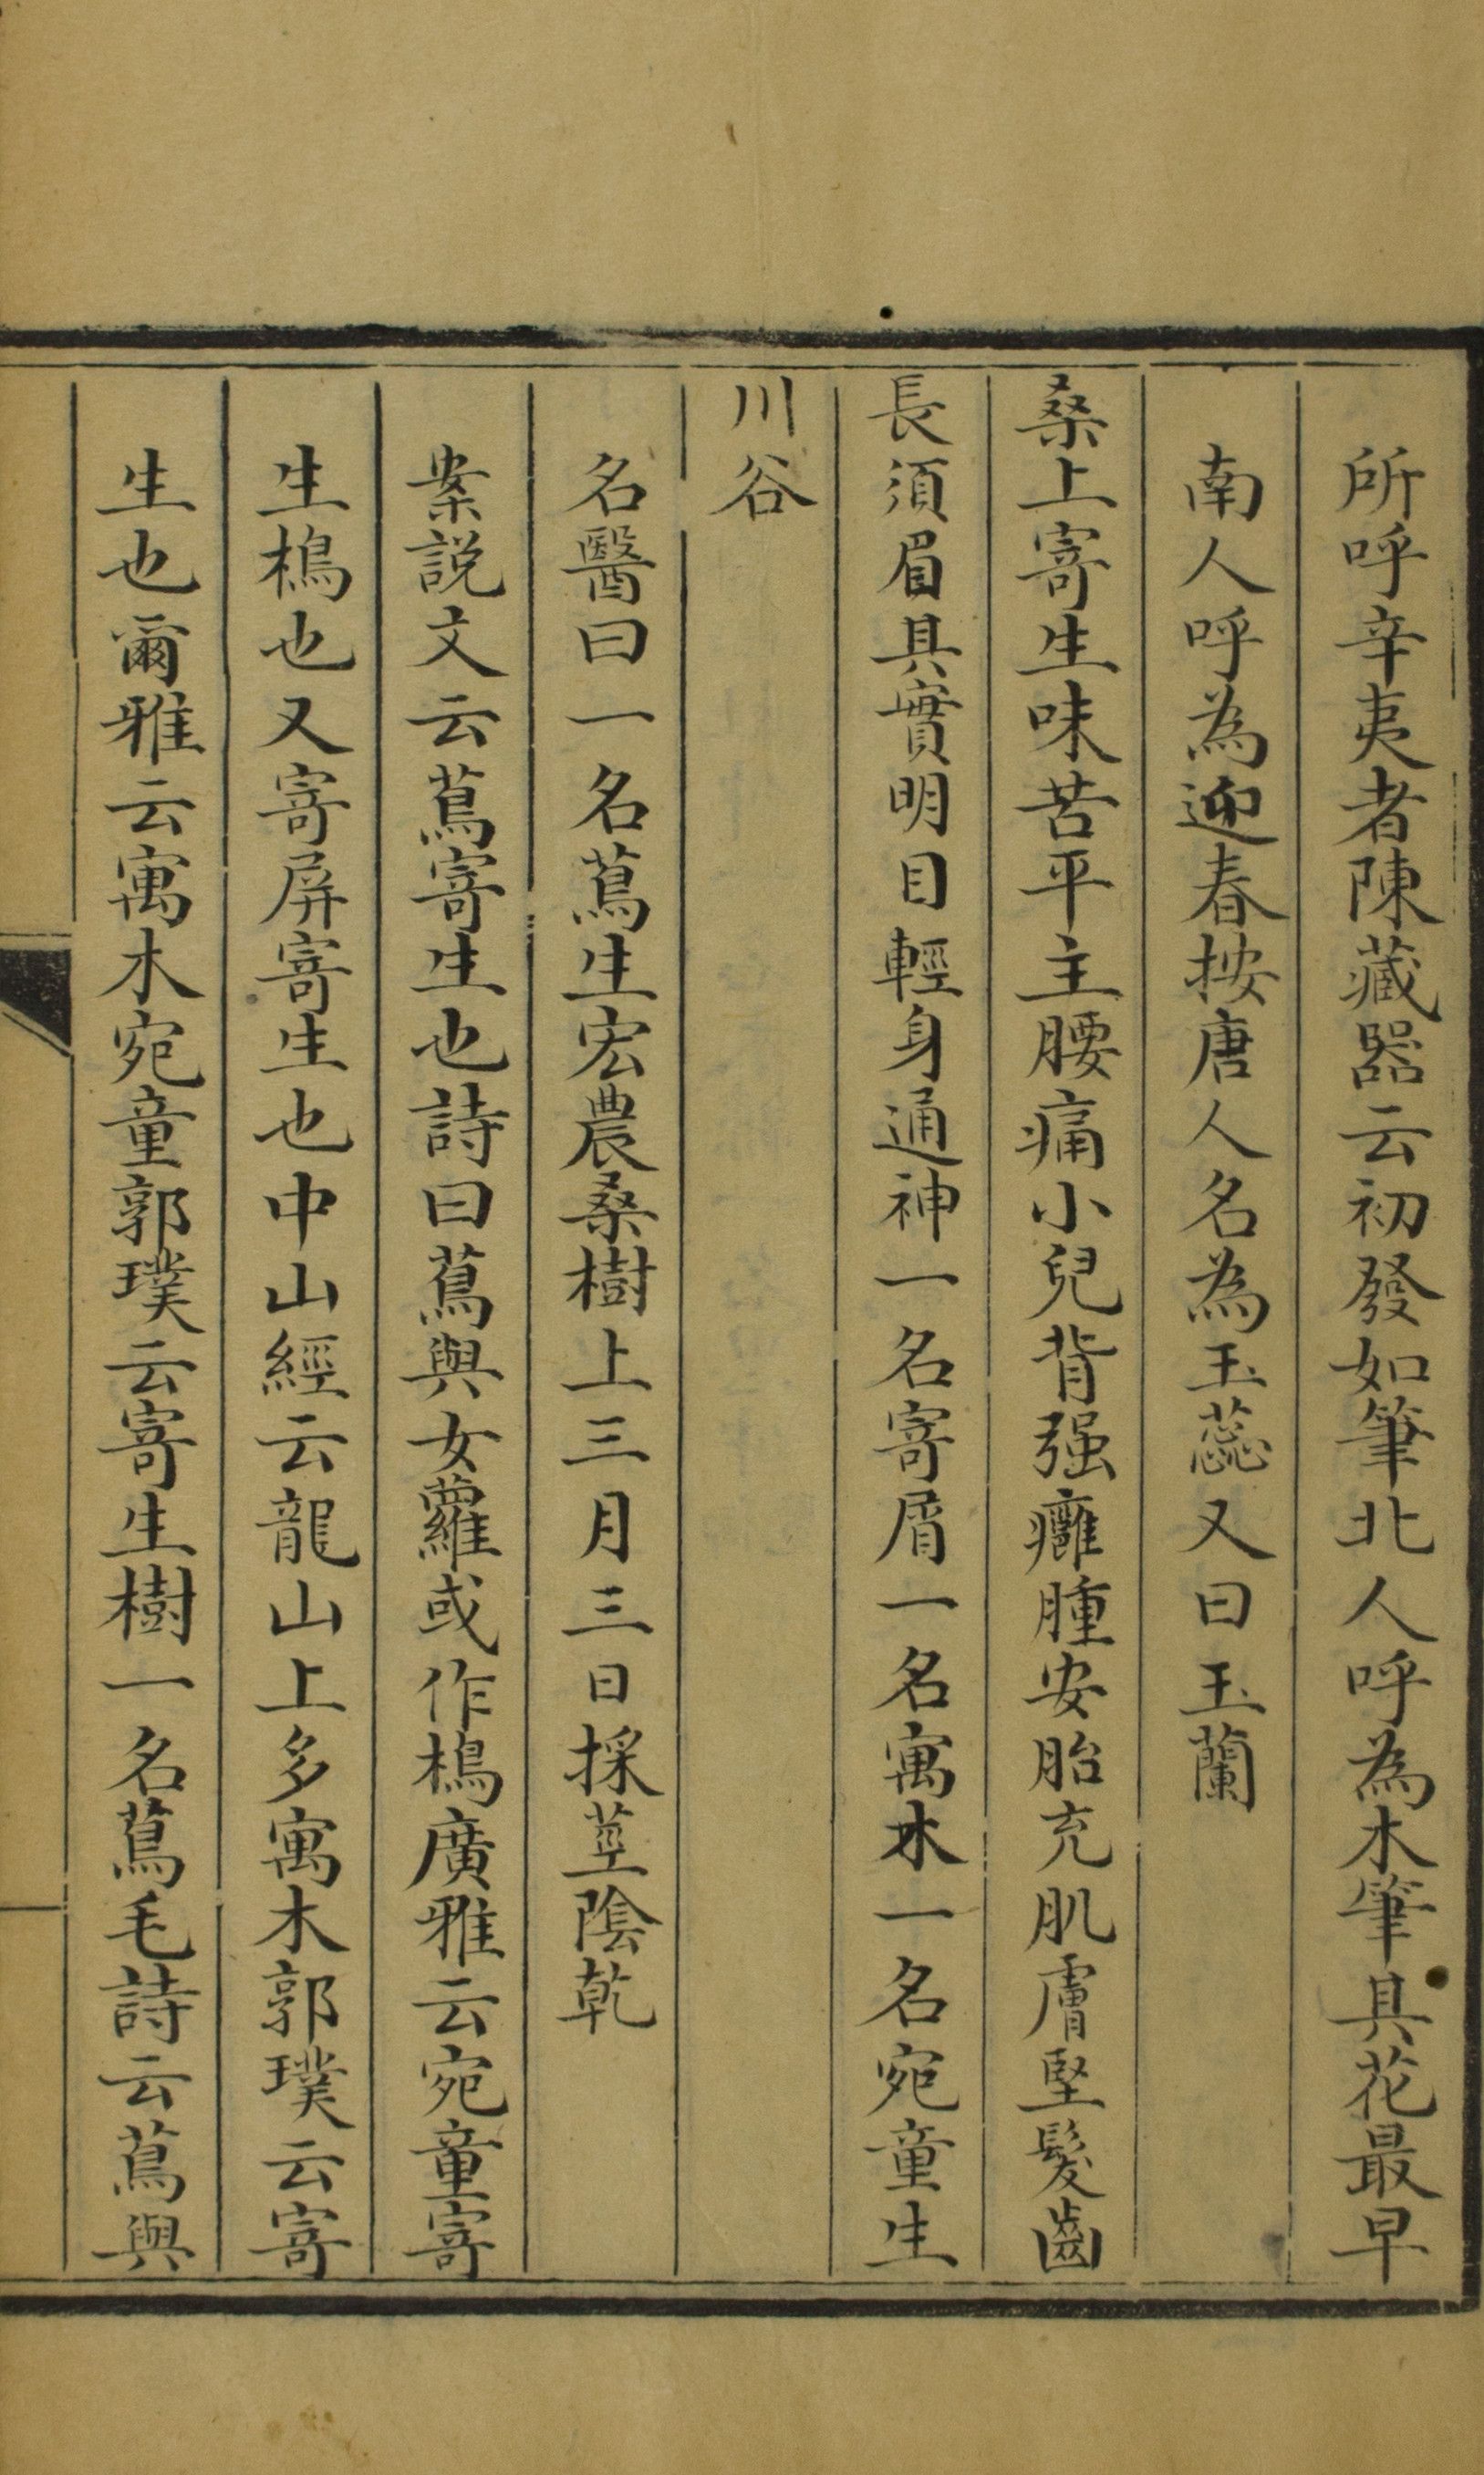 所呼辛夷者陳藏器云初發如筆北人呼為木筆其花最早
南人呼為迎春按唐人名為玉蕊又曰玉蘭
桑上寄生味苦平主腰痛小兒背强癰腫安胎充肌膚堅髮齒
長須眉其實明目輕身通神一名寄屑一名寓木一名宛童生
川谷
名醫曰一名蔦生宏農桑樹上三月三日採莖陰乾
案説文云蔦寄生也詩曰蔦與女蘿或作樢廣雅云宛童寄
生樢也又寄屏寄生也中山經云龍山上多寓木郭璞云寄
生也爾雅云寓木宛童郭璞云寄生樹一名蔦毛詩云蔦與